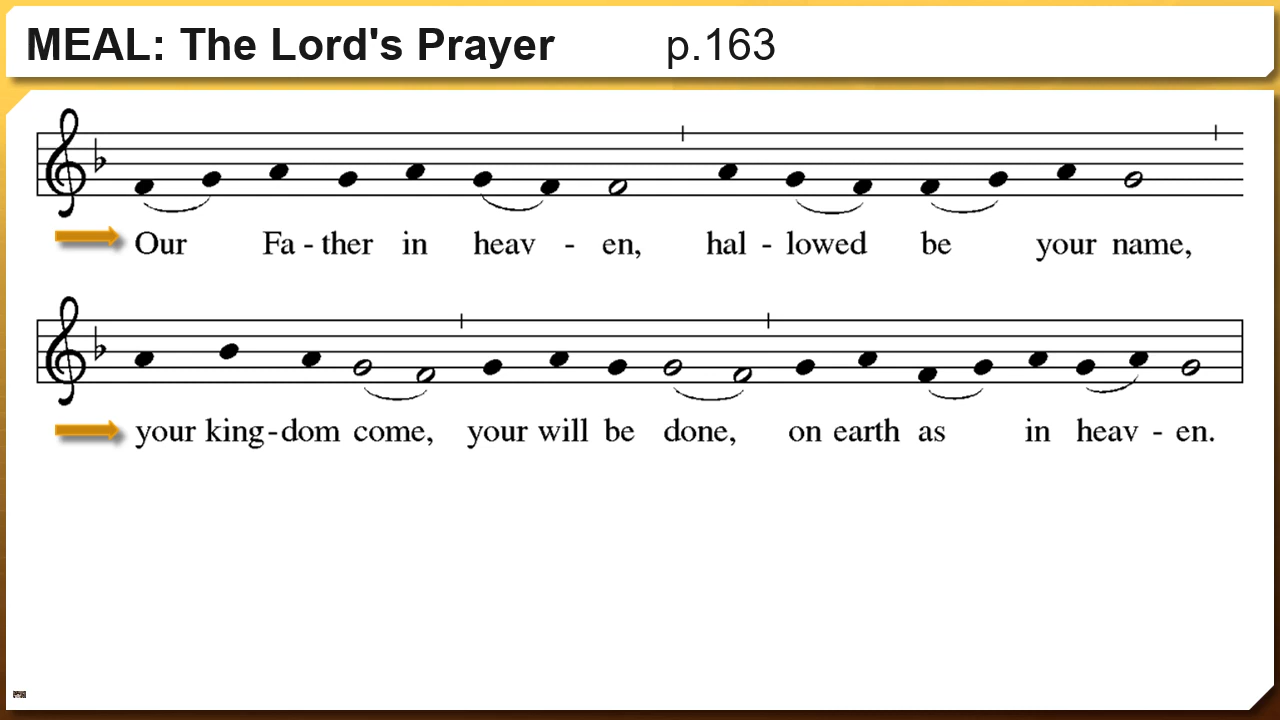 MEAL: The Lord's Prayer p.163
Our Fa - ther in heav - en, hal - lowed be your name,
your king - dom come, your will be done, on earth as in heav - en.